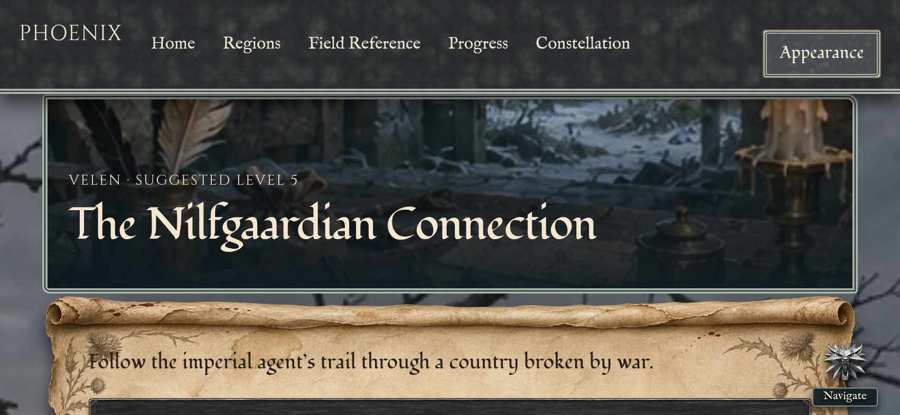 PHOENIX
Home
Regions
Field Reference
Progress
Constellation
Appearance
VELEN · SUGGESTED LEVEL 5
The Nilfgaardian Connection
Follow the imperial agent's trail through a country broken by war.
Navigate